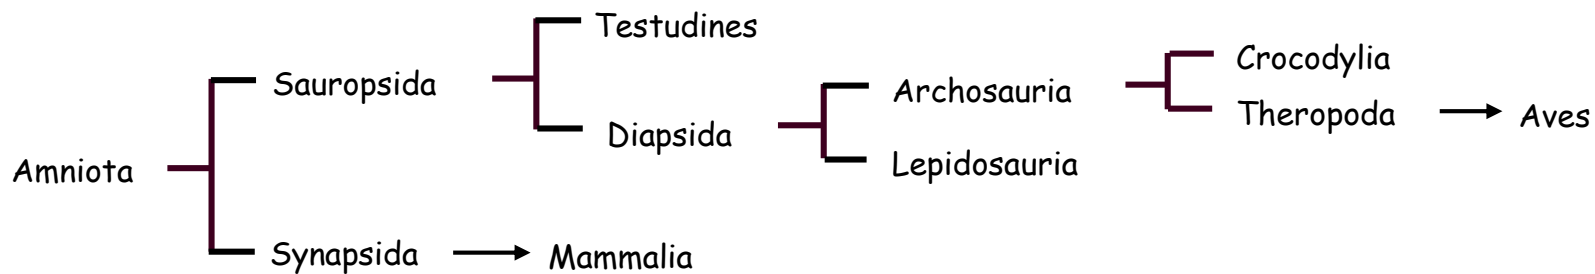 Testudines
Crocodylia
Sauropsida
Archosauria
Theropoda
Aves
Diapsida
Lepidosauria
Amniota
Synapsida
Mammalia